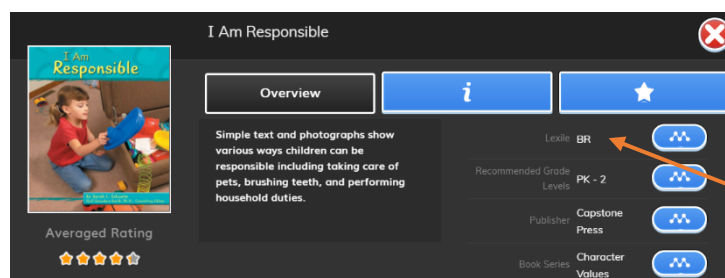 I Am Responsible
I Am
Responsible
Overview
i
Simple text and photographs show
various ways children can be
responsible including taking care of
pets, brushing teeth, and performing
household duties.
Lexile BR
Recommended Grade
Levels PK - 2
Publisher Capstone
Press
Book Series Character
Values
Averaged Rating